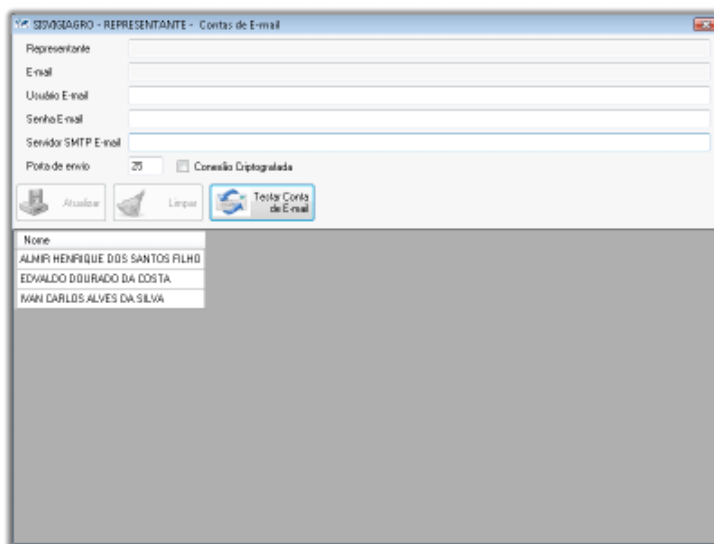 SISVIGIAGRO - REPRESENTANTE - Contas de E-mail
Representante
E-mail
Usuário E-mail
Senha E-mail
Servidor SMTP E-mail
Porta de envio 25 Conexão Criptografada
Atualizar Limpar Testar Conta
de E-mail
Nome
ALMIR HENRIQUE DOS SANTOS FILHO
EDVALDO DOURADO DA COSTA
IVAN CARLOS ALVES DA SILVA